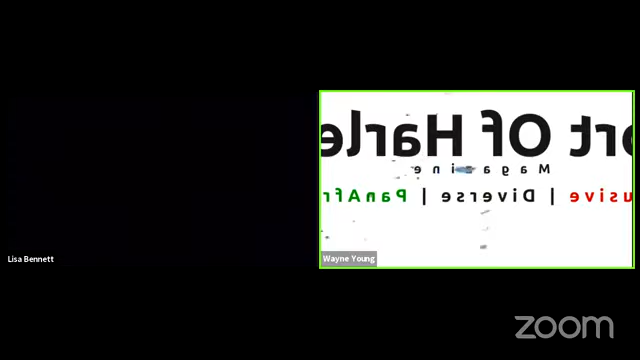 ort Of Harle
Magazine
usive | Diverse | PanAfr
Lisa Bennett
Wayne Young
zoom